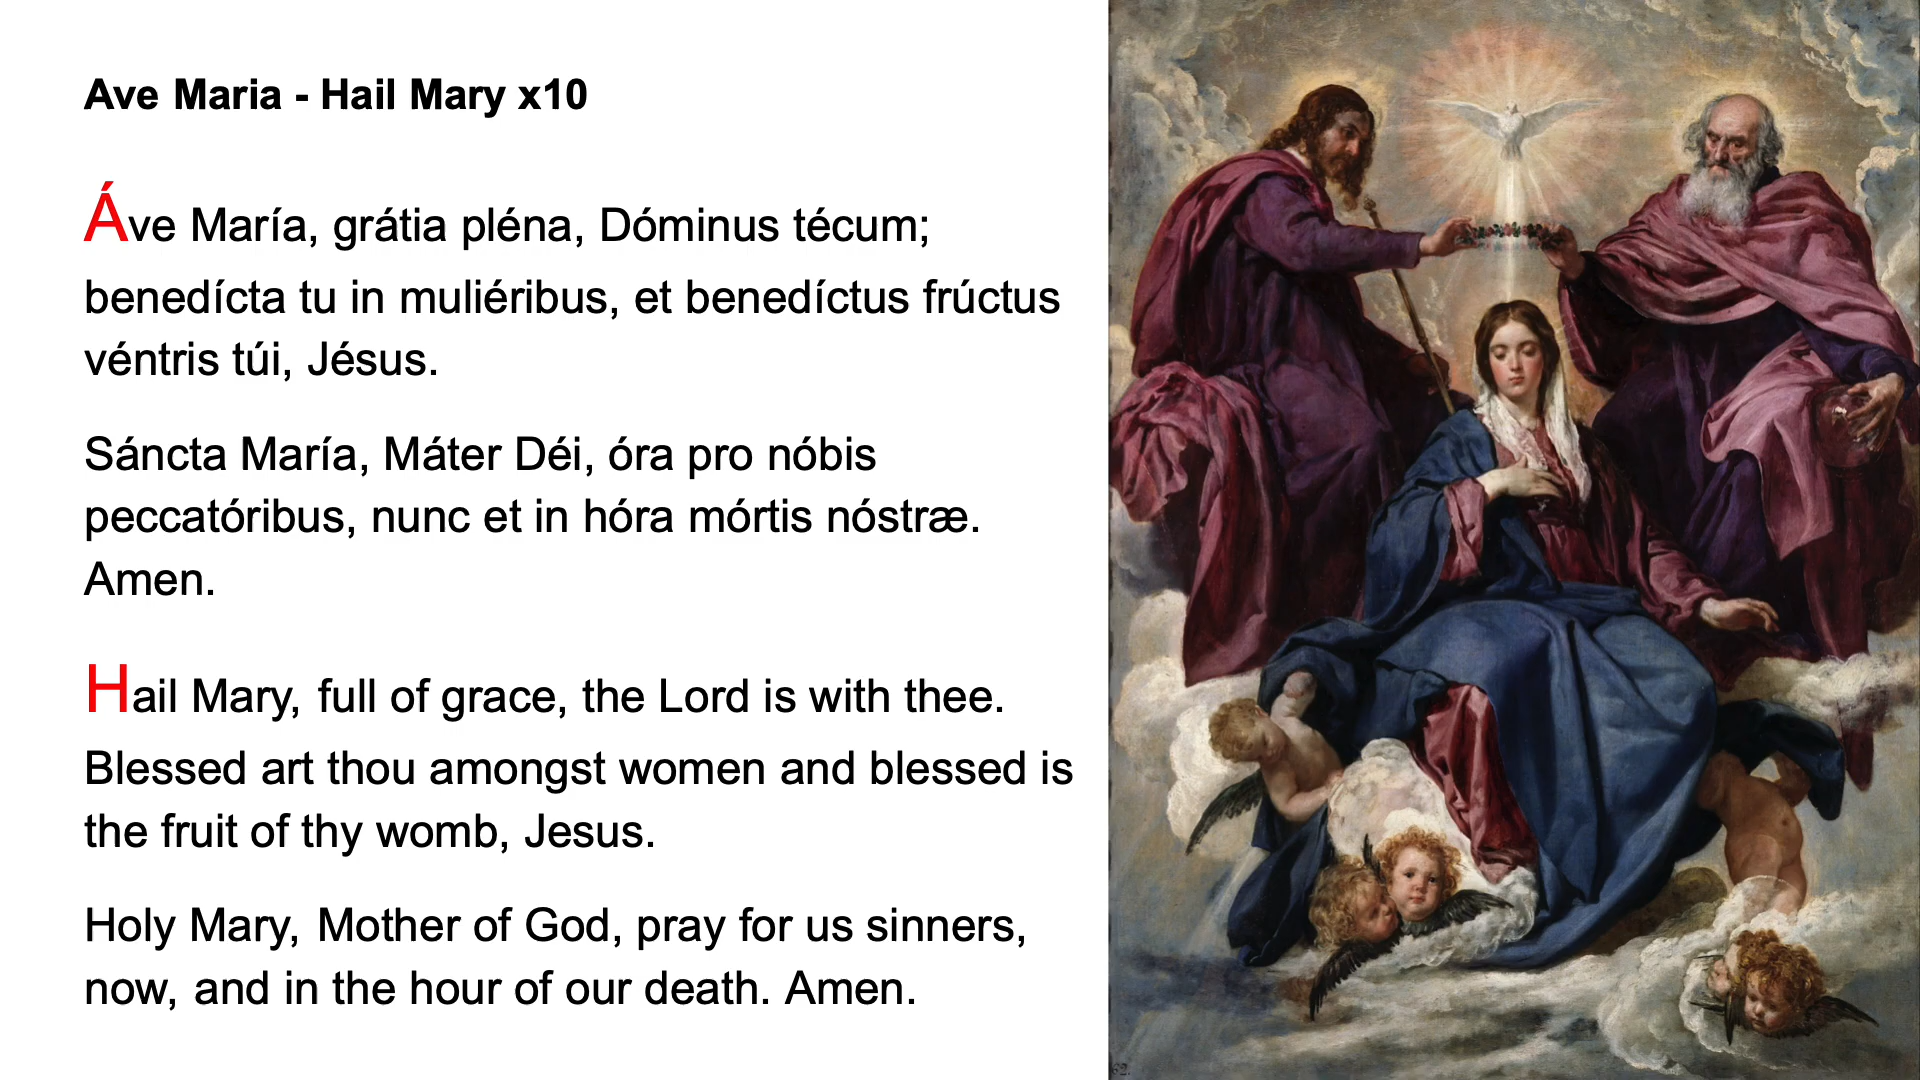 Ave Maria - Hail Mary x10
Áve María, grátia pléna, Dóminus técum;
benedícta tu in muliéribus, et benedíctus frúctus
véntris túi, Jésus.
Sáncta María, Máter Déi, óra pro nóbis
peccatóribus, nunc et in hóra mórtis nóstræ.
Amen.
Hail Mary, full of grace, the Lord is with thee.
Blessed art thou amongst women and blessed is
the fruit of thy womb, Jesus.
Holy Mary, Mother of God, pray for us sinners,
now, and in the hour of our death. Amen.
62.